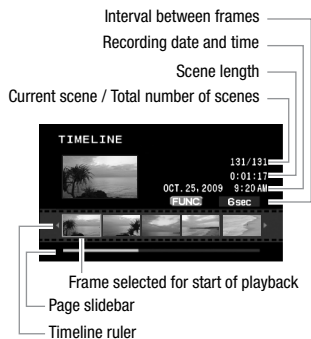 Interval between frames
Recording date and time
Scene length
Current scene / Total number of scenes
TIMELINE
131/131
0:01:17
OCT. 25, 2009 9:20 AM
FUNC. 6sec
Frame selected for start of playback
Page slidebar
Timeline ruler